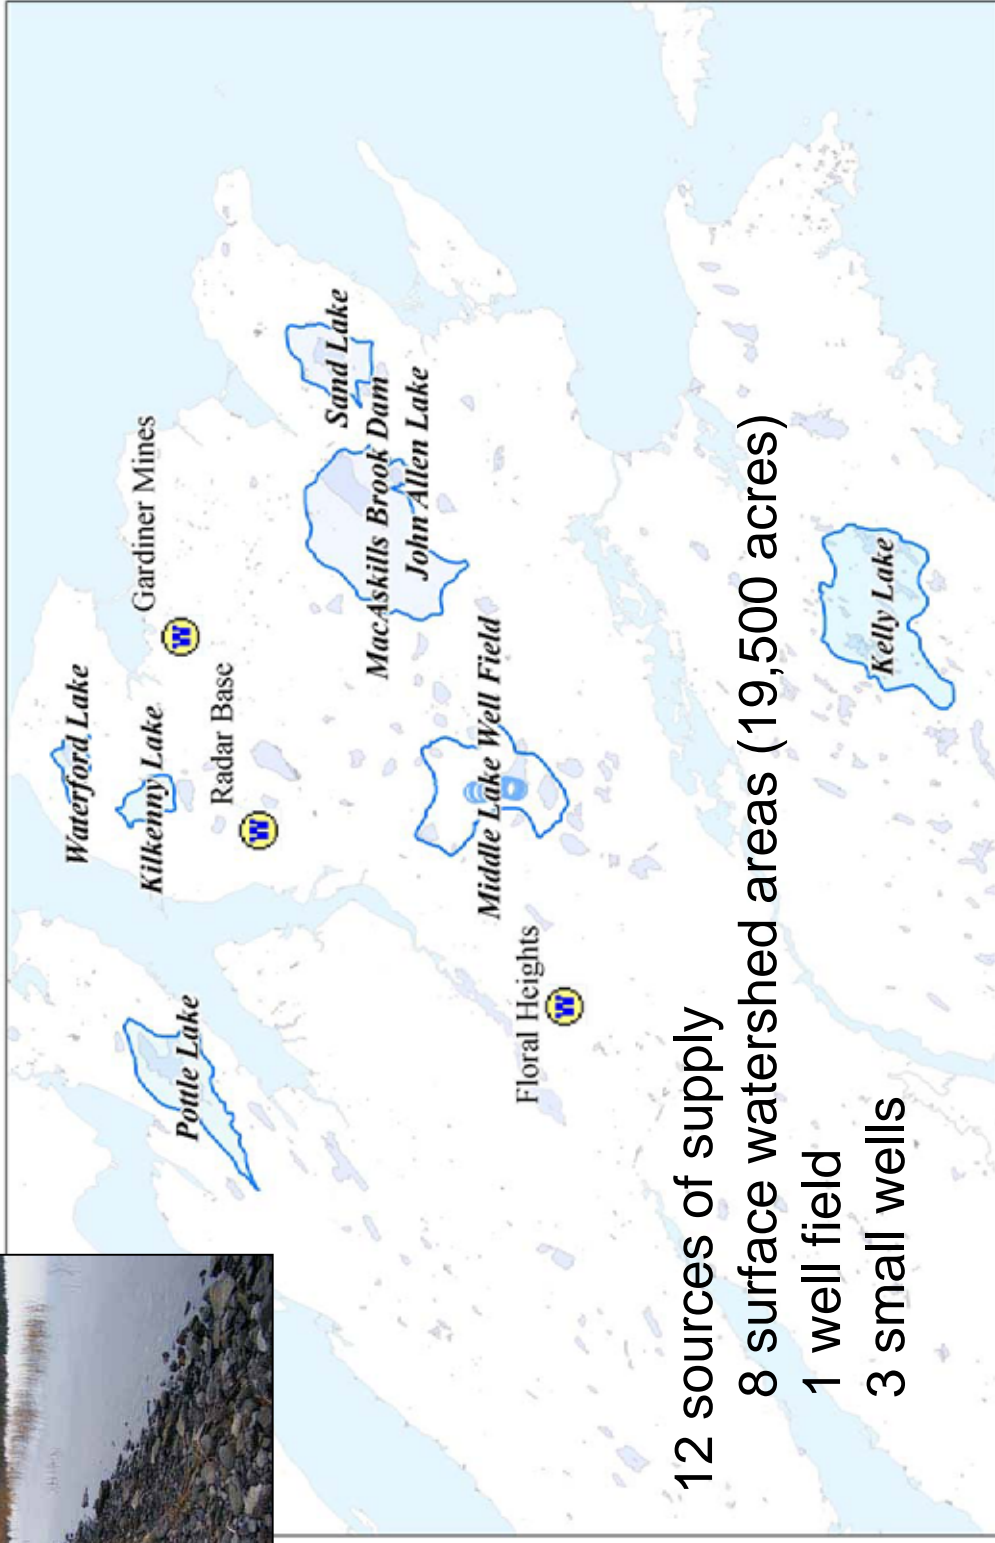 Waterford Lake
Kilkenny Lake
Pottle Lake
Gardiner Mines
W
Radar Base
W
Sand Lake
MacAskills Brook Dam
John Allen Lake
Middle Lake Well Field
Floral Heights
W
Kelly Lake
12 sources of supply
8 surface watershed areas (19,500 acres)
1 well field
3 small wells